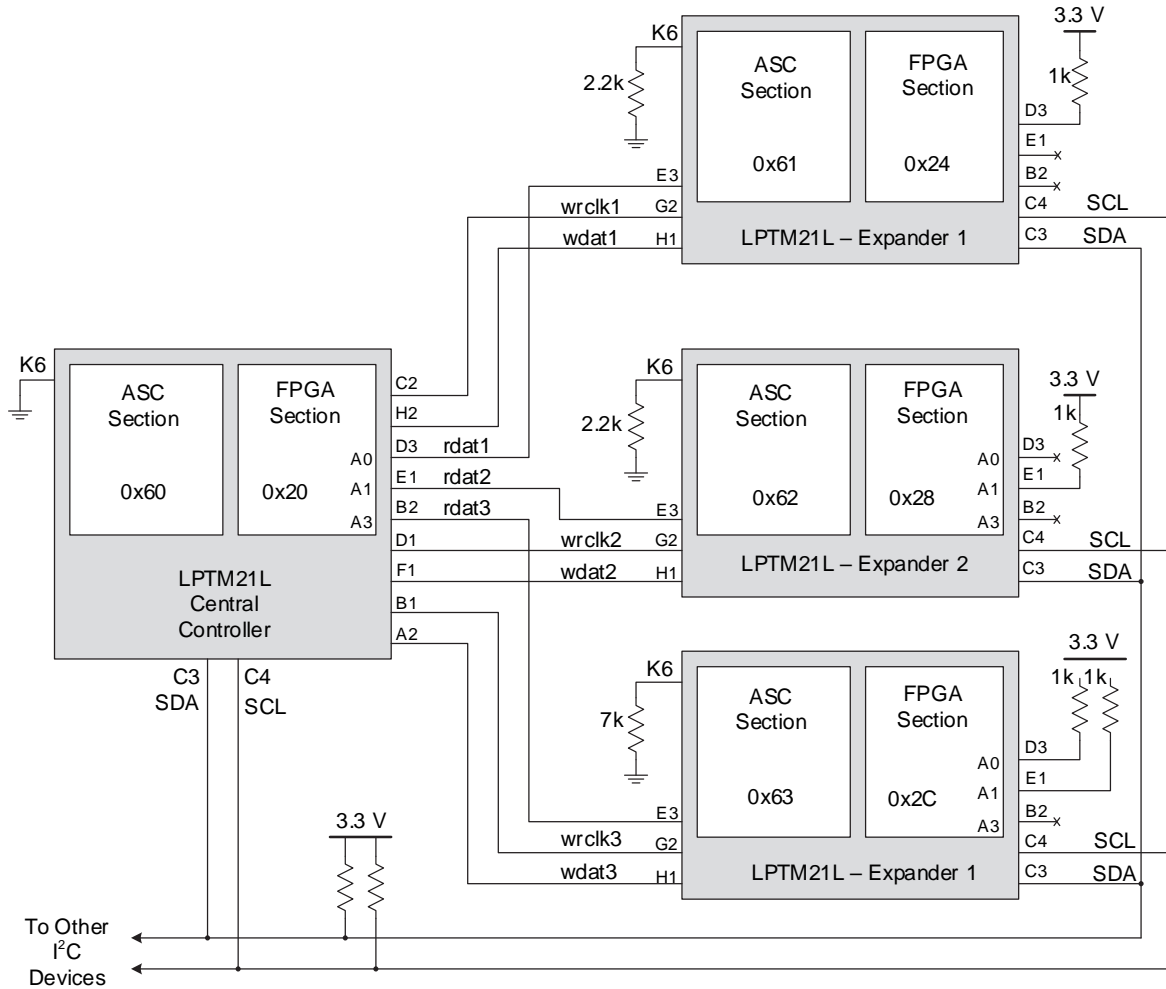 3.3 V
K6
ASC
Section
FPGA
Section
2.2k
1k
D3
E1
0x61
0x24
B2
E3
C4
SCL
wrclk1
G2
C3
SDA
wdat1
H1
LPTM21L – Expander 1
K6
ASC
Section
FPGA
Section
C2
H2
D3
rdat1
A0
E1
rdat2
A1
0x60
0x20
B2
rdat3
A3
D1
F1
B1
A2
LPTM21L
Central
Controller
C3
SDA
C4
SCL
K6
ASC
Section
FPGA
Section
3.3 V
1k
2.2k
D3
A0
E1
A1
0x62
0x28
B2
A3
E3
wrclk2
G2
C4
SCL
wdat2
H1
C3
SDA
LPTM21L – Expander 2
K6
ASC
Section
FPGA
Section
3.3 V
1k 1k
7k
D3
A0
E1
A1
0x63
0x2C
B2
A3
E3
wrclk3
G2
C4
SCL
wdat3
H1
C3
SDA
LPTM21L – Expander 1
3.3 V
To Other
I²C
Devices